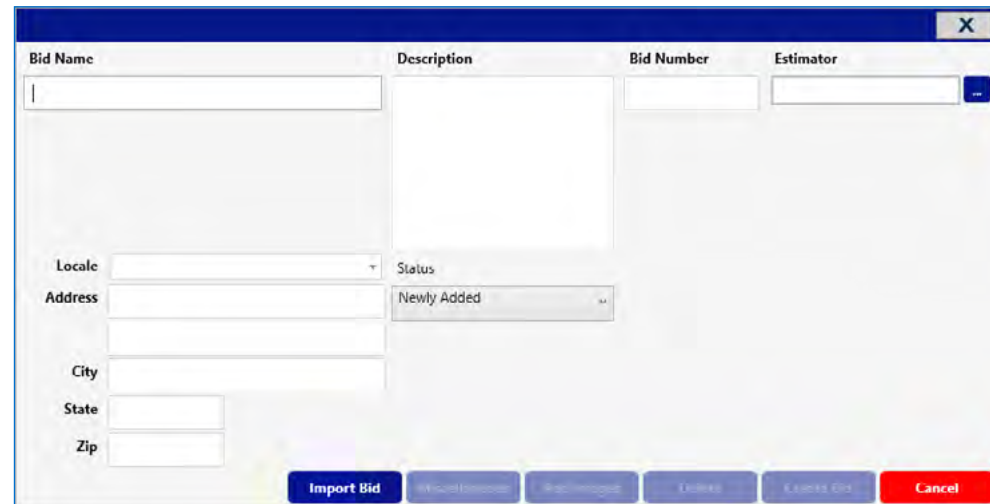 X
Bid Name Description Bid Number Estimator
...
Locale
Status
Address
Newly Added
City
State
Zip
Import Bid Cancel